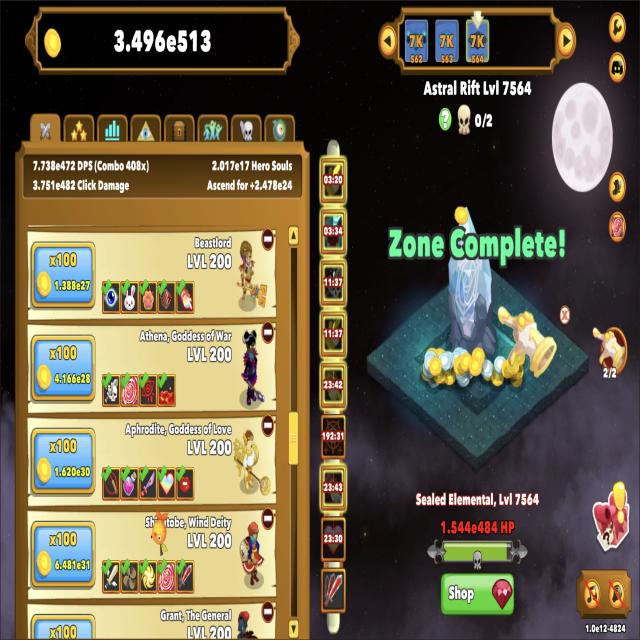 3.496e513
7.738e472 DPS (Combo 408x)
3.751e482 Click Damage
2.017e17 Hero Souls
Ascend for +2.478e24
x100
1.388e27
Beastlord
LVL 200
x100
4.166e28
Athena, Goddess of War
LVL 200
x100
1.620e30
Aphrodite, Goddess of Love
LVL 200
x100
6.481e31
Wind Deity
LVL 200
x100
Grant, The General
LVL 200
03:20
03:34
11:37
11:37
23:42
192:31
23:43
23:30
7K
562
7K
563
7K
564
Astral Rift Lvl 7564
? 0/2
Zone Complete!
X
2/2
Sealed Elemental, Lvl 7564
1.544e484 HP
Shop
?
1.0e12-4824